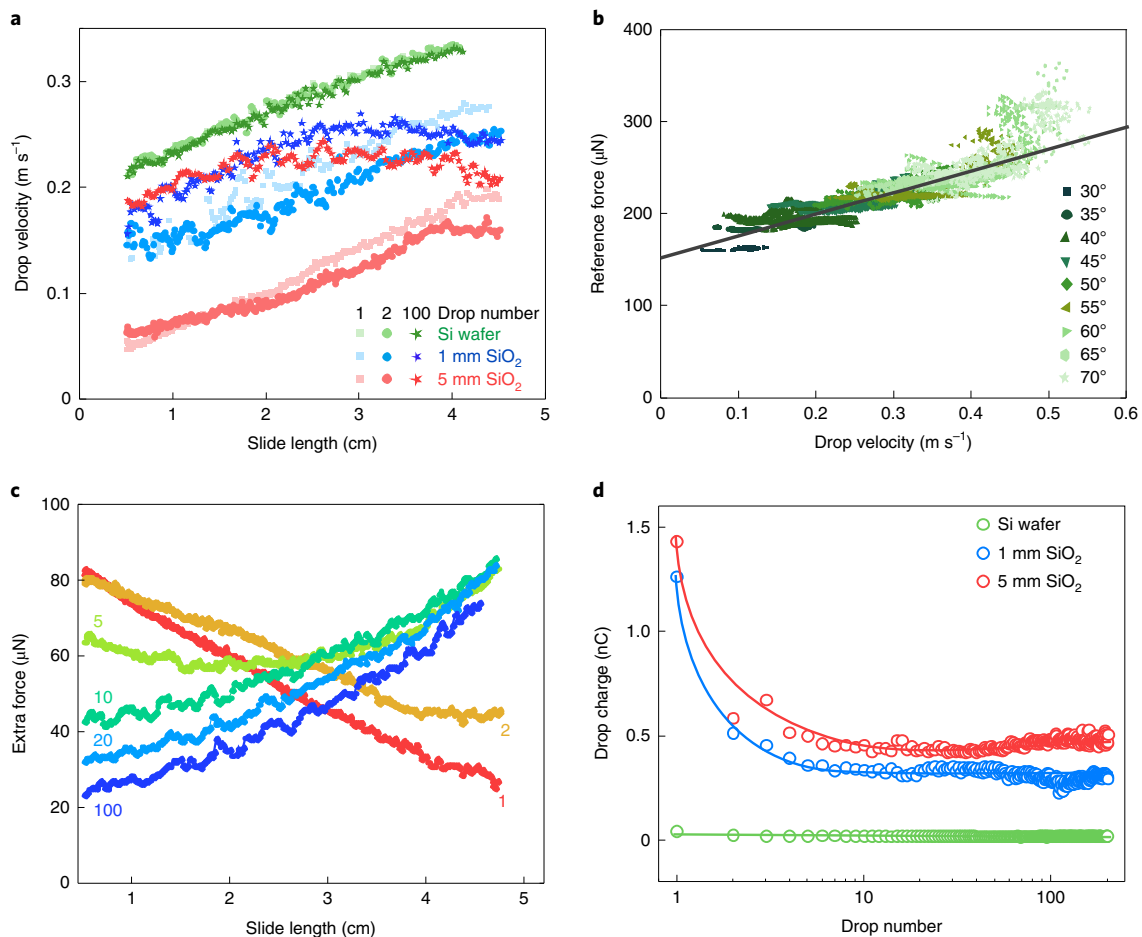 a
Drop velocity (m s⁻¹)
0.3
0.2
0.1
0
0 1 2 3 4 5
Slide length (cm)
1 2 100 Drop number
Si wafer
1 mm SiO₂
5 mm SiO₂
b
Reference force (µN)
400
300
200
100
0
0 0.1 0.2 0.3 0.4 0.5 0.6
Drop velocity (m s⁻¹)
30°
35°
40°
45°
50°
55°
60°
65°
70°
c
Extra force (µN)
100
80
60
40
20
0
1 2 3 4 5
Slide length (cm)
5
10
20
100
2
1
d
Drop charge (nC)
1.5
1.0
0.5
0
1 10 100
Drop number
Si wafer
1 mm SiO₂
5 mm SiO₂